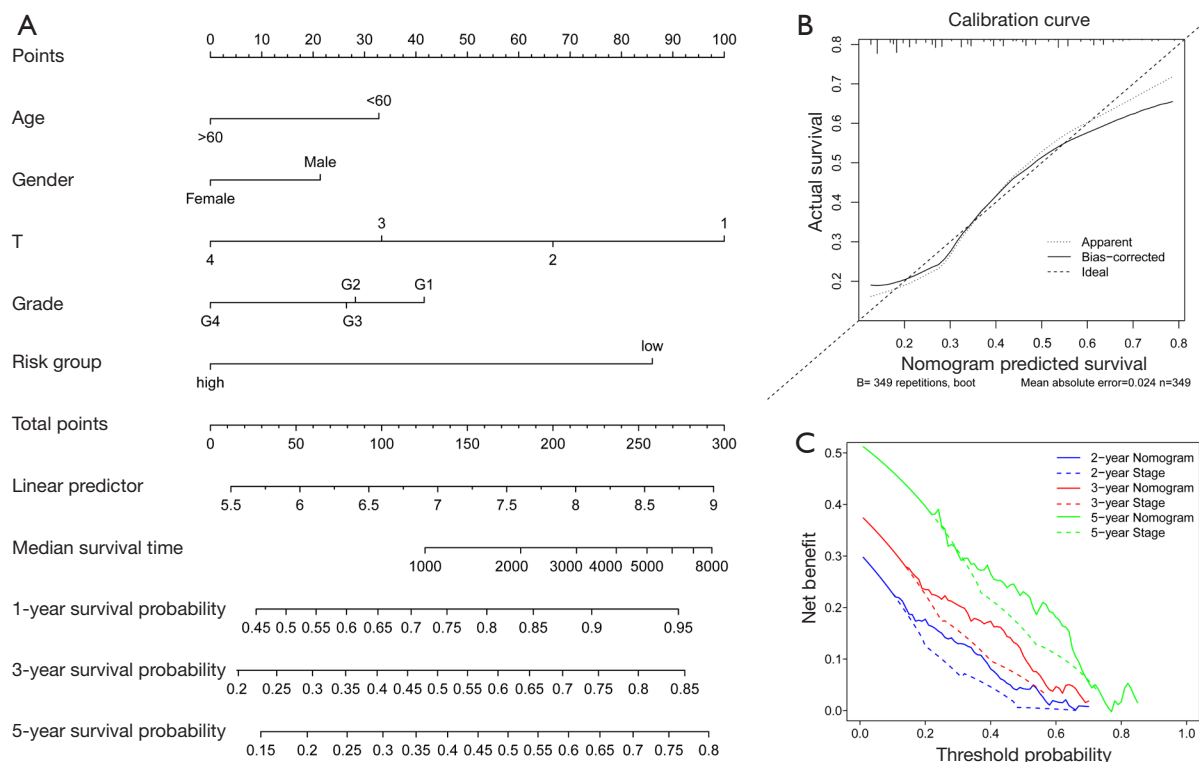 A
Points
0 10 20 30 40 50 60 70 80 90 100
Age
<60
>60
Gender
Male
Female
T
3 1
4 2
Grade
G2 G1
G4 G3
Risk group
low
high
Total points
0 50 100 150 200 250 300
Linear predictor
5.5 6 6.5 7 7.5 8 8.5 9
Median survival time
1000 2000 3000 4000 5000 8000
1-year survival probability
0.45 0.5 0.55 0.6 0.65 0.7 0.75 0.8 0.85 0.9 0.95
3-year survival probability
0.2 0.25 0.3 0.35 0.4 0.45 0.5 0.55 0.6 0.65 0.7 0.75 0.8 0.85
5-year survival probability
0.15 0.2 0.25 0.3 0.35 0.4 0.45 0.5 0.55 0.6 0.65 0.7 0.75 0.8
B
Calibration curve
Actual survival
0.8
0.7
0.6
0.5
0.4
0.3
0.2
Apparent
Bias-corrected
Ideal
0.2 0.3 0.4 0.5 0.6 0.7 0.8
Nomogram predicted survival
B= 349 repetitions, boot Mean absolute error=0.024 n=349
C
Net benefit
0.5
0.4
0.3
0.2
0.1
0.0
2-year Nomogram
2-year Stage
3-year Nomogram
3-year Stage
5-year Nomogram
5-year Stage
0.0 0.2 0.4 0.6 0.8 1.0
Threshold probability